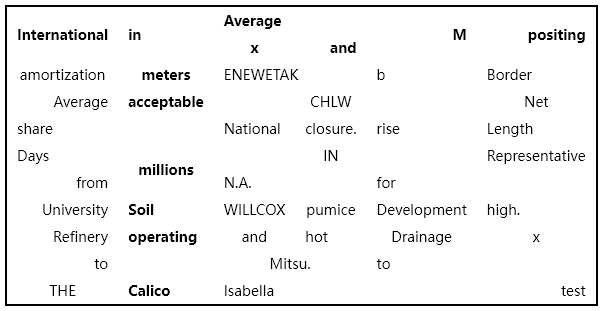 International in Average x and M positing
amortization meters ENEWETAK b Border
Average acceptable CHLW Net
share National closure. rise Length
Days millions IN Representative
from N.A. for
University Soil WILLCOX pumice Development high.
Refinery operating and hot Drainage x
to Mitsu. to
THE Calico Isabella test